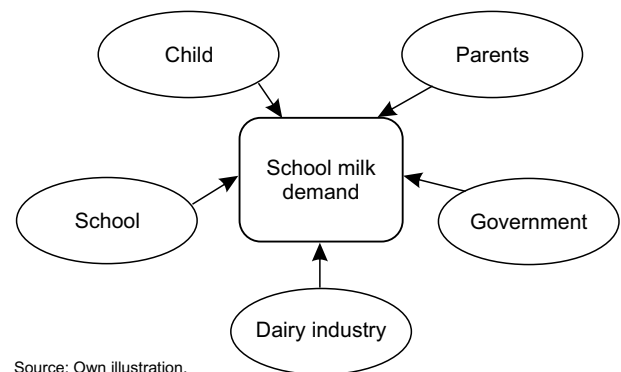 Child
Parents
School milk
demand
School
Government
Dairy industry
Source: Own illustration.